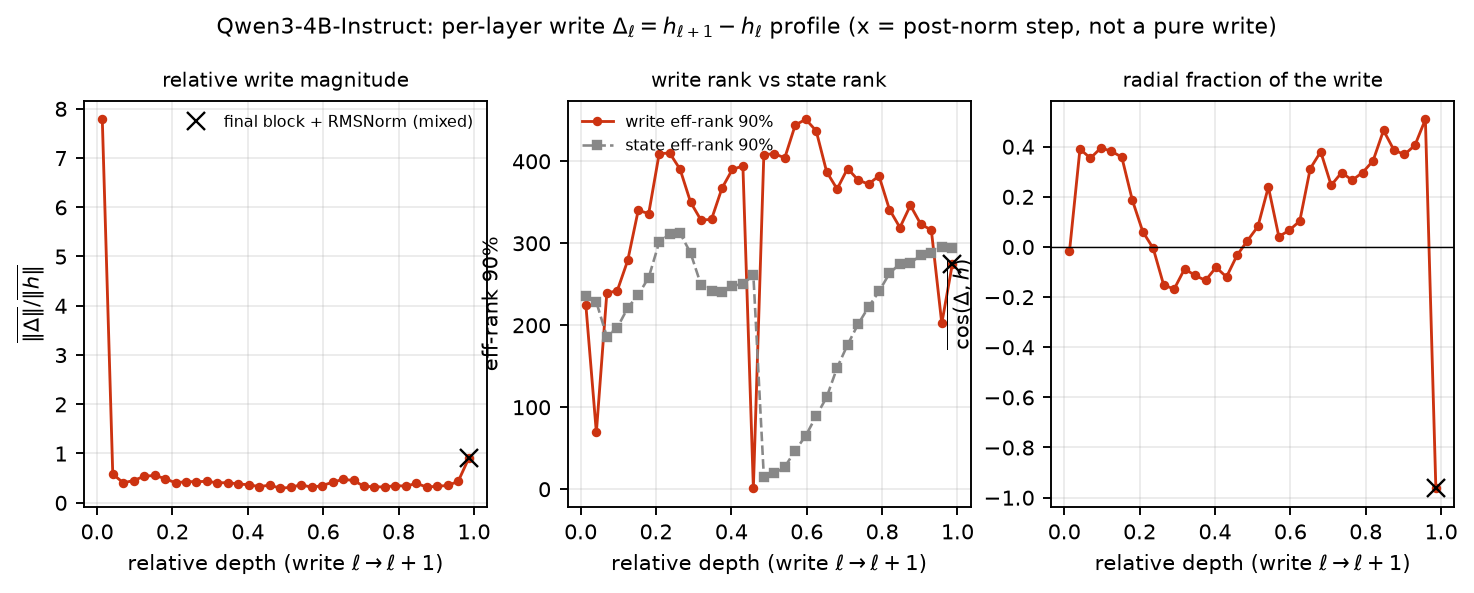 Qwen3-4B-Instruct: per-layer write Δ_ℓ = h_{ℓ+1} − h_ℓ profile (x = post-norm step, not a pure write)
relative write magnitude
‖Δ‖/‖h‖
8
7
6
5
4
3
2
1
0
final block + RMSNorm (mixed)
0.0 0.2 0.4 0.6 0.8 1.0
relative depth (write ℓ→ℓ+1)
write rank vs state rank
eff-rank 90%
400
300
200
100
0
write eff-rank 90%
state eff-rank 90%
0.0 0.2 0.4 0.6 0.8 1.0
relative depth (write ℓ→ℓ+1)
radial fraction of the write
cos(Δ, h)
0.4
0.2
0.0
−0.2
−0.4
−0.6
−0.8
−1.0
0.0 0.2 0.4 0.6 0.8 1.0
relative depth (write ℓ→ℓ+1)